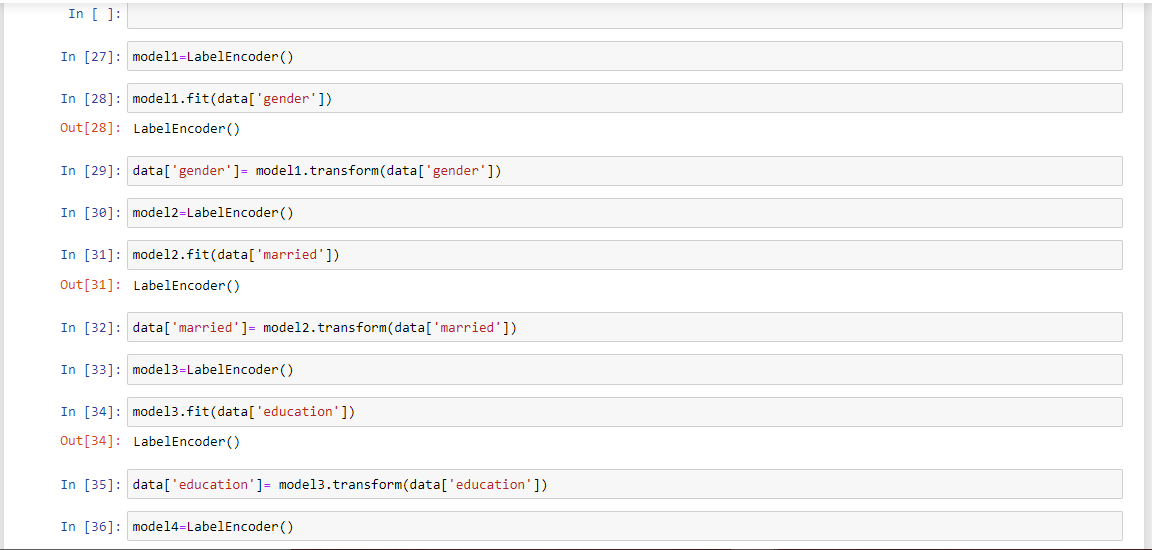 In [ ]:
In [27]: model1=LabelEncoder()
In [28]: model1.fit(data['gender'])
Out[28]: LabelEncoder()
In [29]: data['gender']= model1.transform(data['gender'])
In [30]: model2=LabelEncoder()
In [31]: model2.fit(data['married'])
Out[31]: LabelEncoder()
In [32]: data['married']= model2.transform(data['married'])
In [33]: model3=LabelEncoder()
In [34]: model3.fit(data['education'])
Out[34]: LabelEncoder()
In [35]: data['education']= model3.transform(data['education'])
In [36]: model4=LabelEncoder()